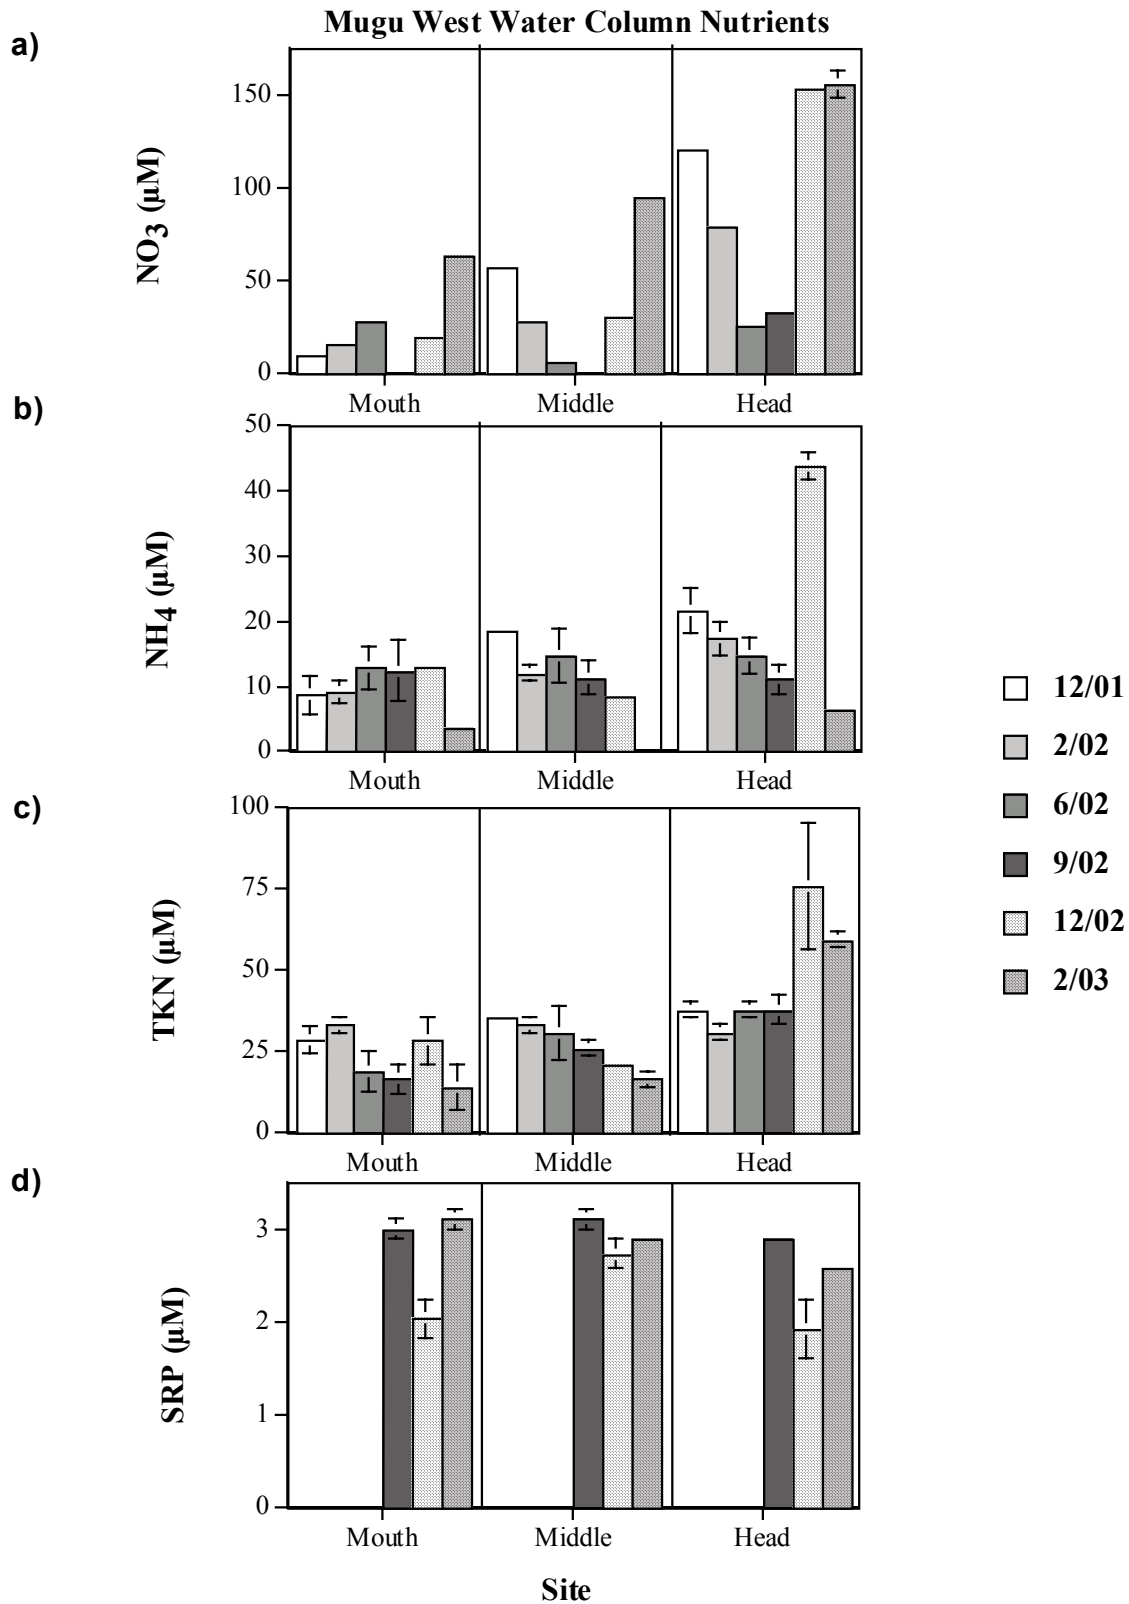 Mugu West Water Column Nutrients
a)
NO3 (µM)
150
100
50
0
Mouth Middle Head
b)
NH4 (µM)
50
40
30
20
10
0
Mouth Middle Head
c)
TKN (µM)
100
75
50
25
0
Mouth Middle Head
d)
SRP (µM)
3
2
1
0
Mouth Middle Head
Site
12/01
2/02
6/02
9/02
12/02
2/03